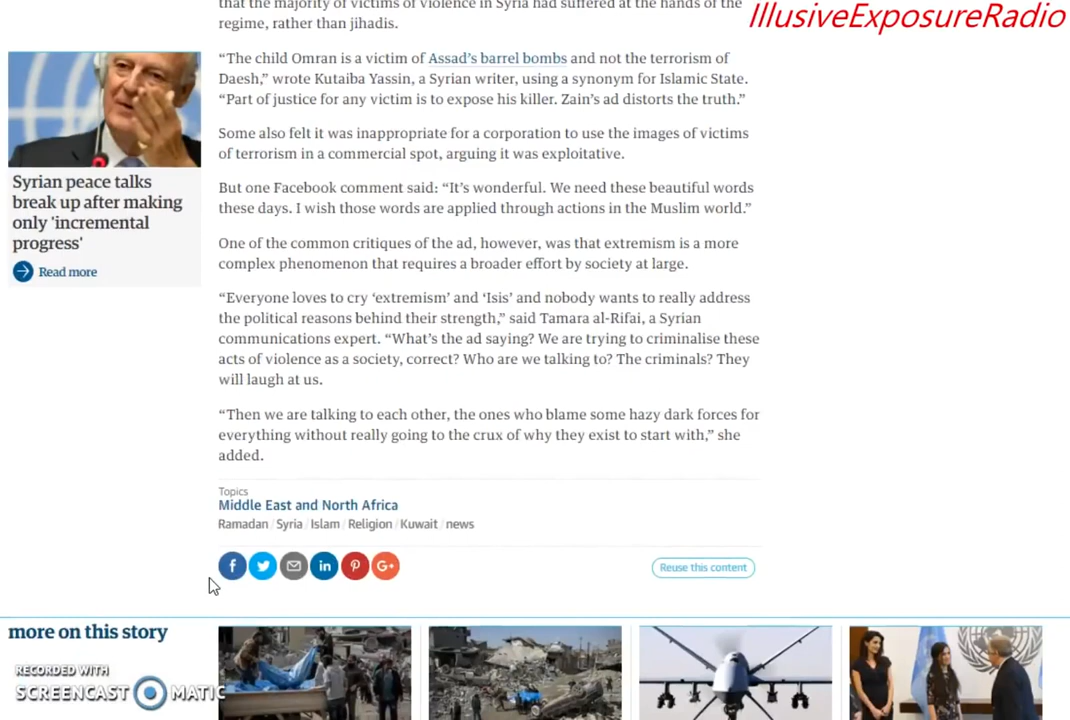 that the majority of victims of violence in Syria had suffered at the hands of the
regime, rather than jihadis.
IllusiveExposureRadio
“The child Omran is a victim of Assad’s barrel bombs and not the terrorism of
Daesh,” wrote Kutaiba Yassin, a Syrian writer, using a synonym for Islamic State.
“Part of justice for any victim is to expose his killer. Zain’s ad distorts the truth.”
Some also felt it was inappropriate for a corporation to use the images of victims
of terrorism in a commercial spot, arguing it was exploitative.
Syrian peace talks
break up after making
only 'incremental
progress'
Read more
But one Facebook comment said: “It’s wonderful. We need these beautiful words
these days. I wish those words are applied through actions in the Muslim world.”
One of the common critiques of the ad, however, was that extremism is a more
complex phenomenon that requires a broader effort by society at large.
“Everyone loves to cry ‘extremism’ and ‘Isis’ and nobody wants to really address
the political reasons behind their strength,” said Tamara al-Rifai, a Syrian
communications expert. “What’s the ad saying? We are trying to criminalise these
acts of violence as a society, correct? Who are we talking to? The criminals? They
will laugh at us.
“Then we are talking to each other, the ones who blame some hazy dark forces for
everything without really going to the crux of why they exist to start with,” she
added.
Topics
Middle East and North Africa
Ramadan / Syria / Islam / Religion / Kuwait / news
f in G+
Reuse this content
more on this story
RECORDED WITH
SCREENCAST MATIC